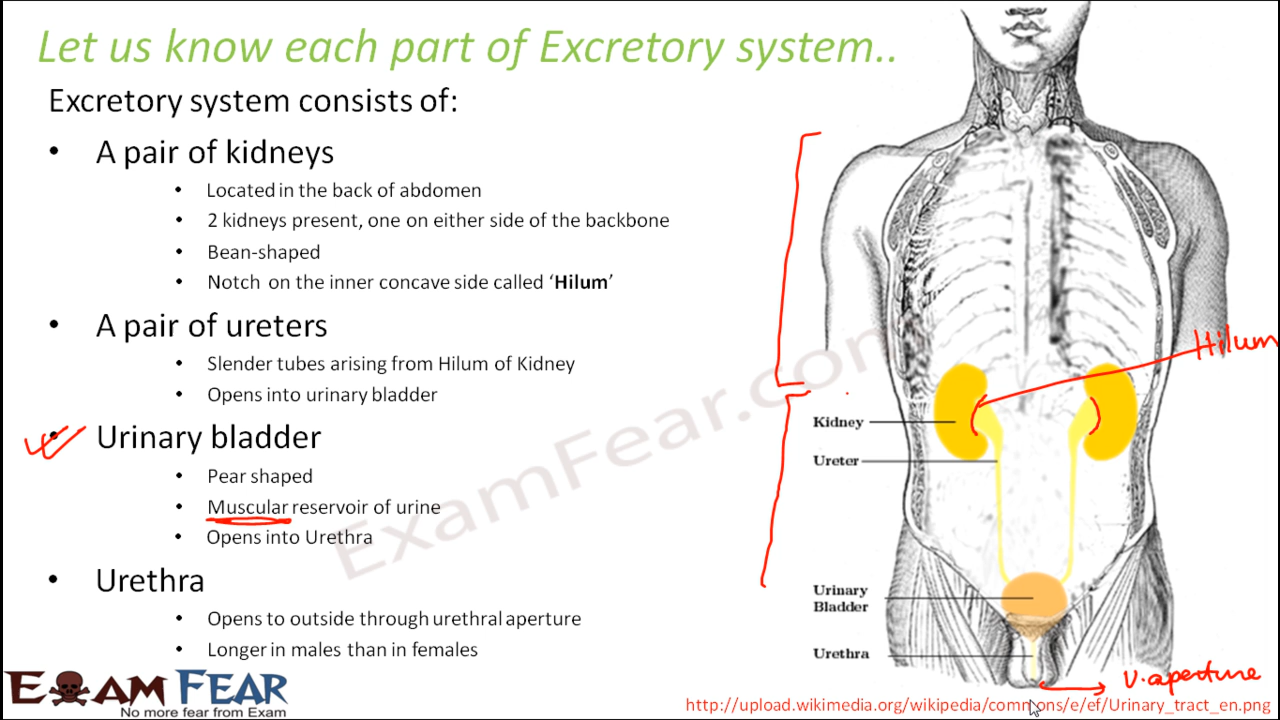 Let us know each part of Excretory system..
Excretory system consists of:
• A pair of kidneys
• Located in the back of abdomen
• 2 kidneys present, one on either side of the backbone
• Bean-shaped
• Notch on the inner concave side called ‘Hilum’
• A pair of ureters
• Slender tubes arising from Hilum of Kidney
• Opens into urinary bladder
• Urinary bladder
• Pear shaped
• Muscular reservoir of urine
• Opens into Urethra
• Urethra
• Opens to outside through urethral aperture
• Longer in males than in females
Hilum
Kidney
Ureter
Urinary
Bladder
Urethra
U.aperture
ExamFear.com
EXAM FEAR
No more fear from Exam
http://upload.wikimedia.org/wikipedia/commons/e/ef/Urinary_tract_en.png